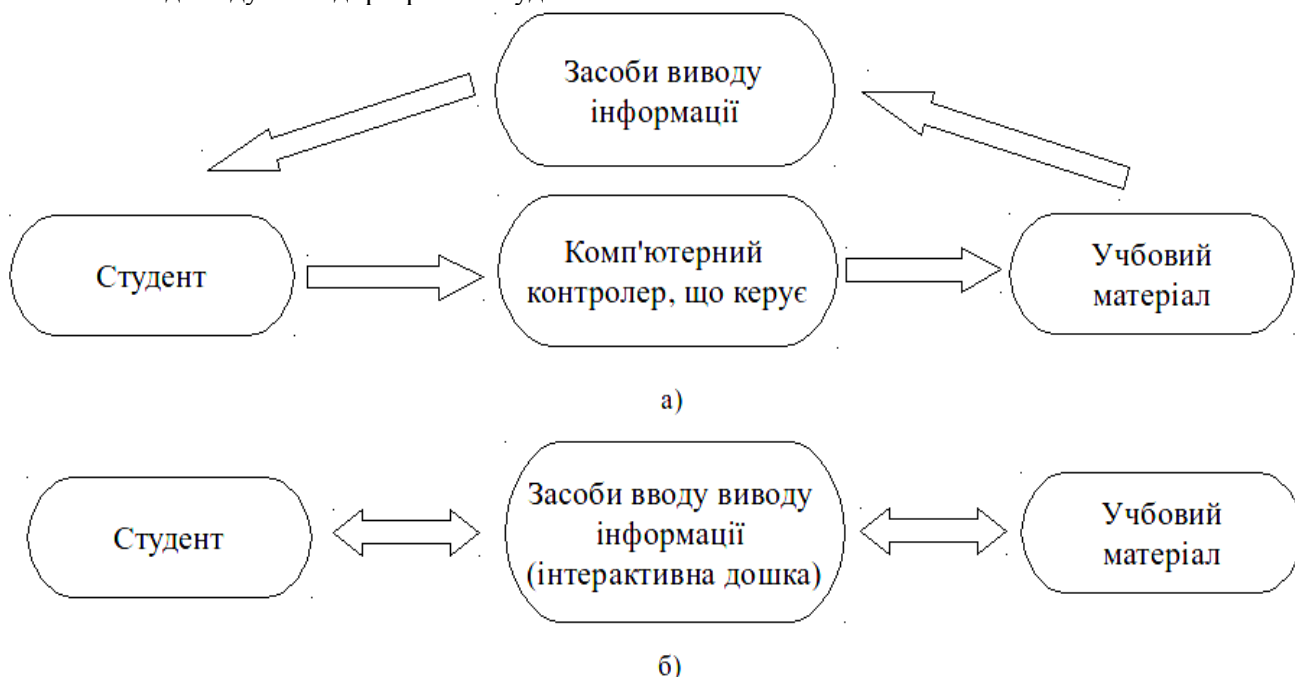 Засоби виводу
інформації
Студент
Комп'ютерний
контролер, що керує
Учбовий
матеріал
а)
Студент
Засоби вводу виводу
інформації
(інтерактивна дошка)
Учбовий
матеріал
б)